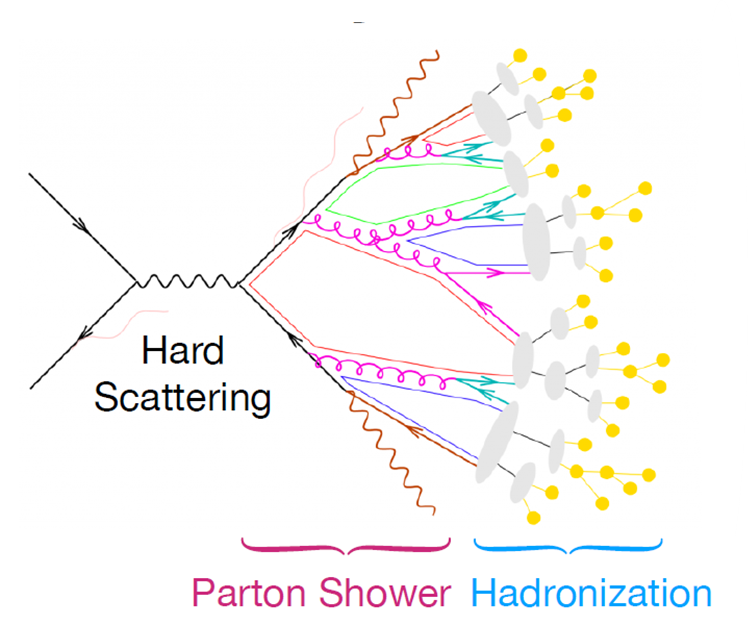 Hard
Scattering
Parton Shower
Hadronization